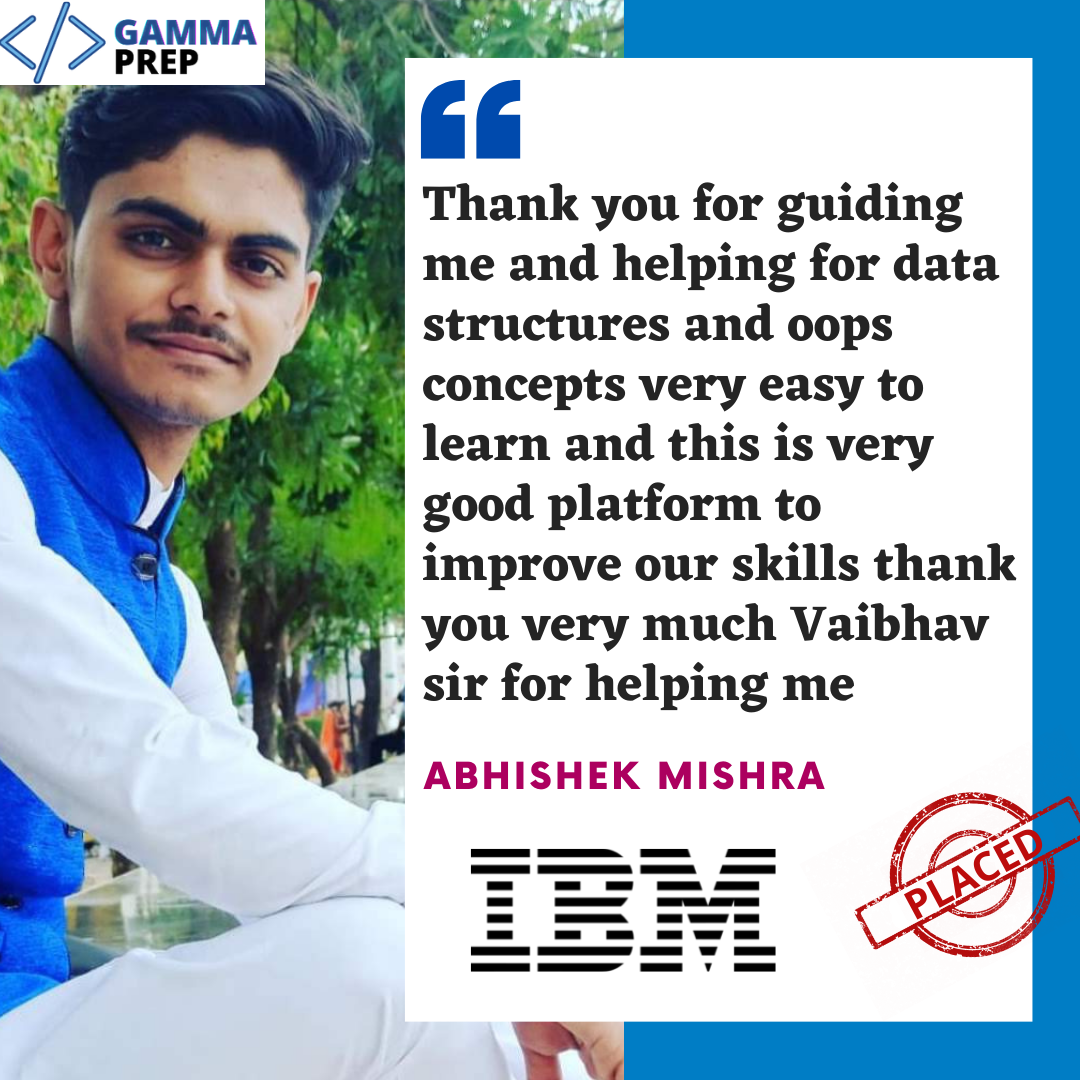 GAMMA
PREP
Thank you for guiding
me and helping for data
structures and oops
concepts very easy to
learn and this is very
good platform to
improve our skills thank
you very much Vaibhav
sir for helping me
ABHISHEK MISHRA
IBM
PLACED